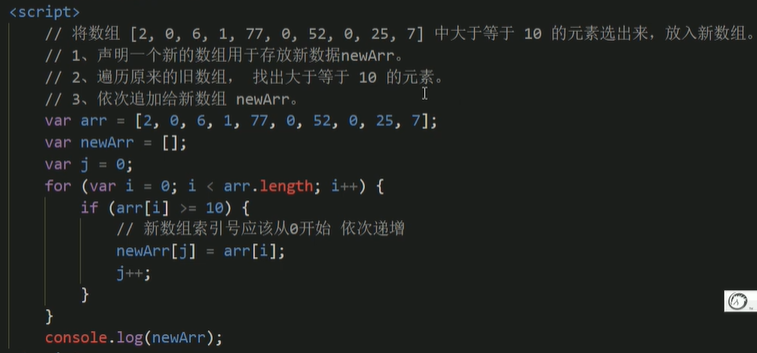 <script>
// 将数组 [2, 0, 6, 1, 77, 0, 52, 0, 25, 7] 中大于等于 10 的元素选出来，放入新数组。
// 1、声明一个新的数组用于存放新数据newArr。
// 2、遍历原来的旧数组， 找出大于等于 10 的元素。
// 3、依次追加给新数组 newArr。
var arr = [2, 0, 6, 1, 77, 0, 52, 0, 25, 7];
var newArr = [];
var j = 0;
for (var i = 0; i < arr.length; i++) {
if (arr[i] >= 10) {
// 新数组索引号应该从0开始 依次递增
newArr[j] = arr[i];
j++;
}
}
console.log(newArr);